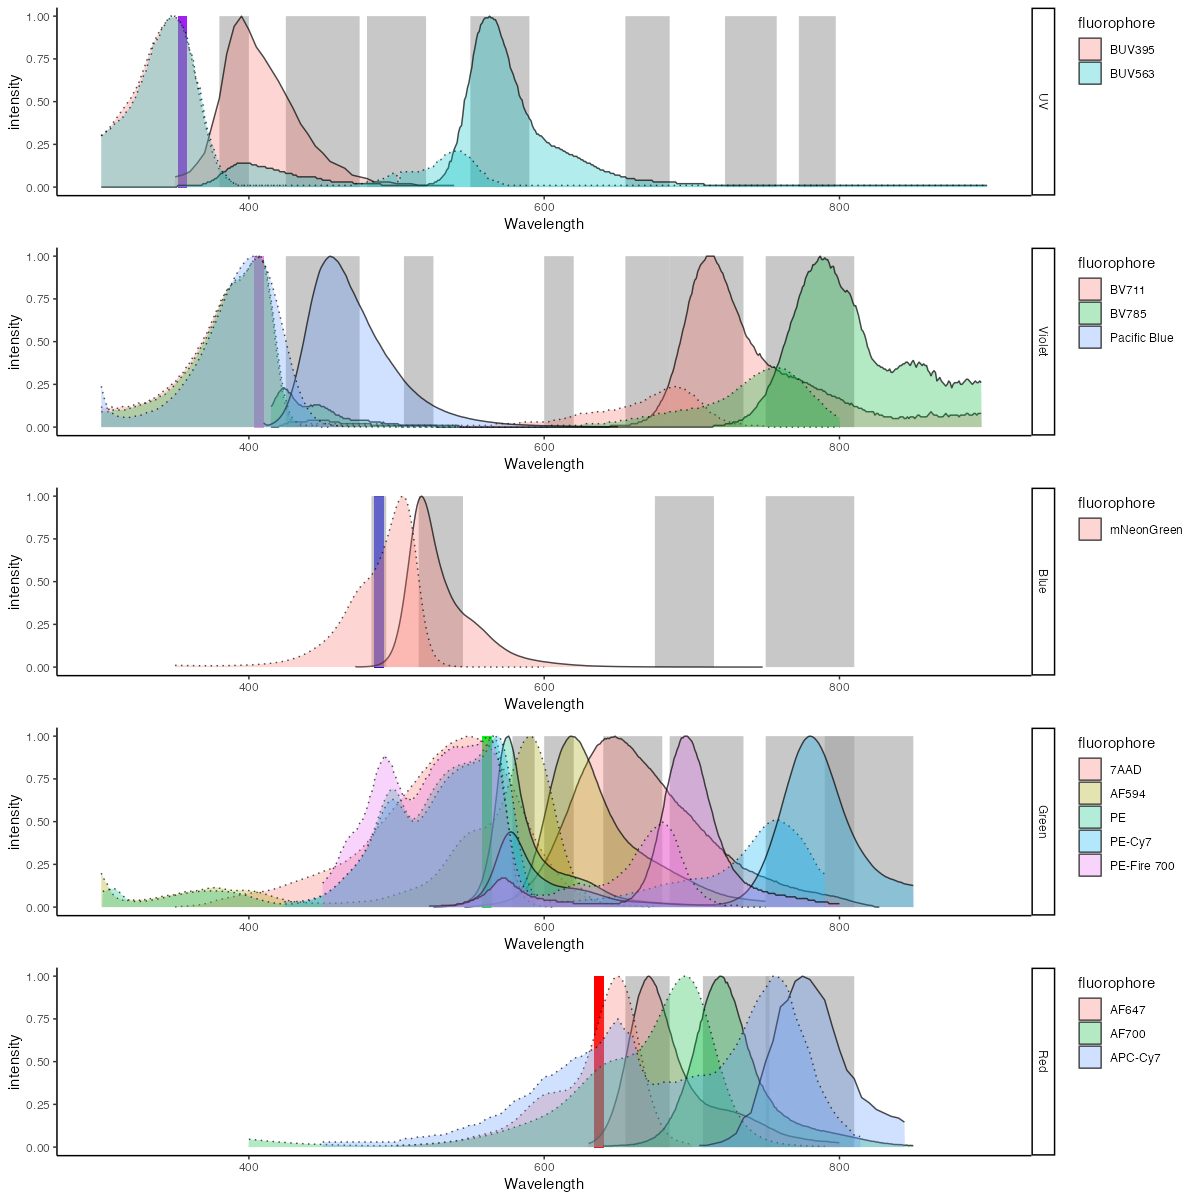 1.00
0.75
0.50
0.25
0.00
intensity
400
600
800
Wavelength
UV
fluorophore
BUV395
BUV563
1.00
0.75
0.50
0.25
0.00
intensity
400
600
800
Wavelength
Violet
fluorophore
BV711
BV785
Pacific Blue
1.00
0.75
0.50
0.25
0.00
intensity
400
600
800
Wavelength
Blue
fluorophore
mNeonGreen
1.00
0.75
0.50
0.25
0.00
intensity
400
600
800
Wavelength
Green
fluorophore
7AAD
AF594
PE
PE-Cy7
PE-Fire 700
1.00
0.75
0.50
0.25
0.00
intensity
400
600
800
Wavelength
Red
fluorophore
AF647
AF700
APC-Cy7